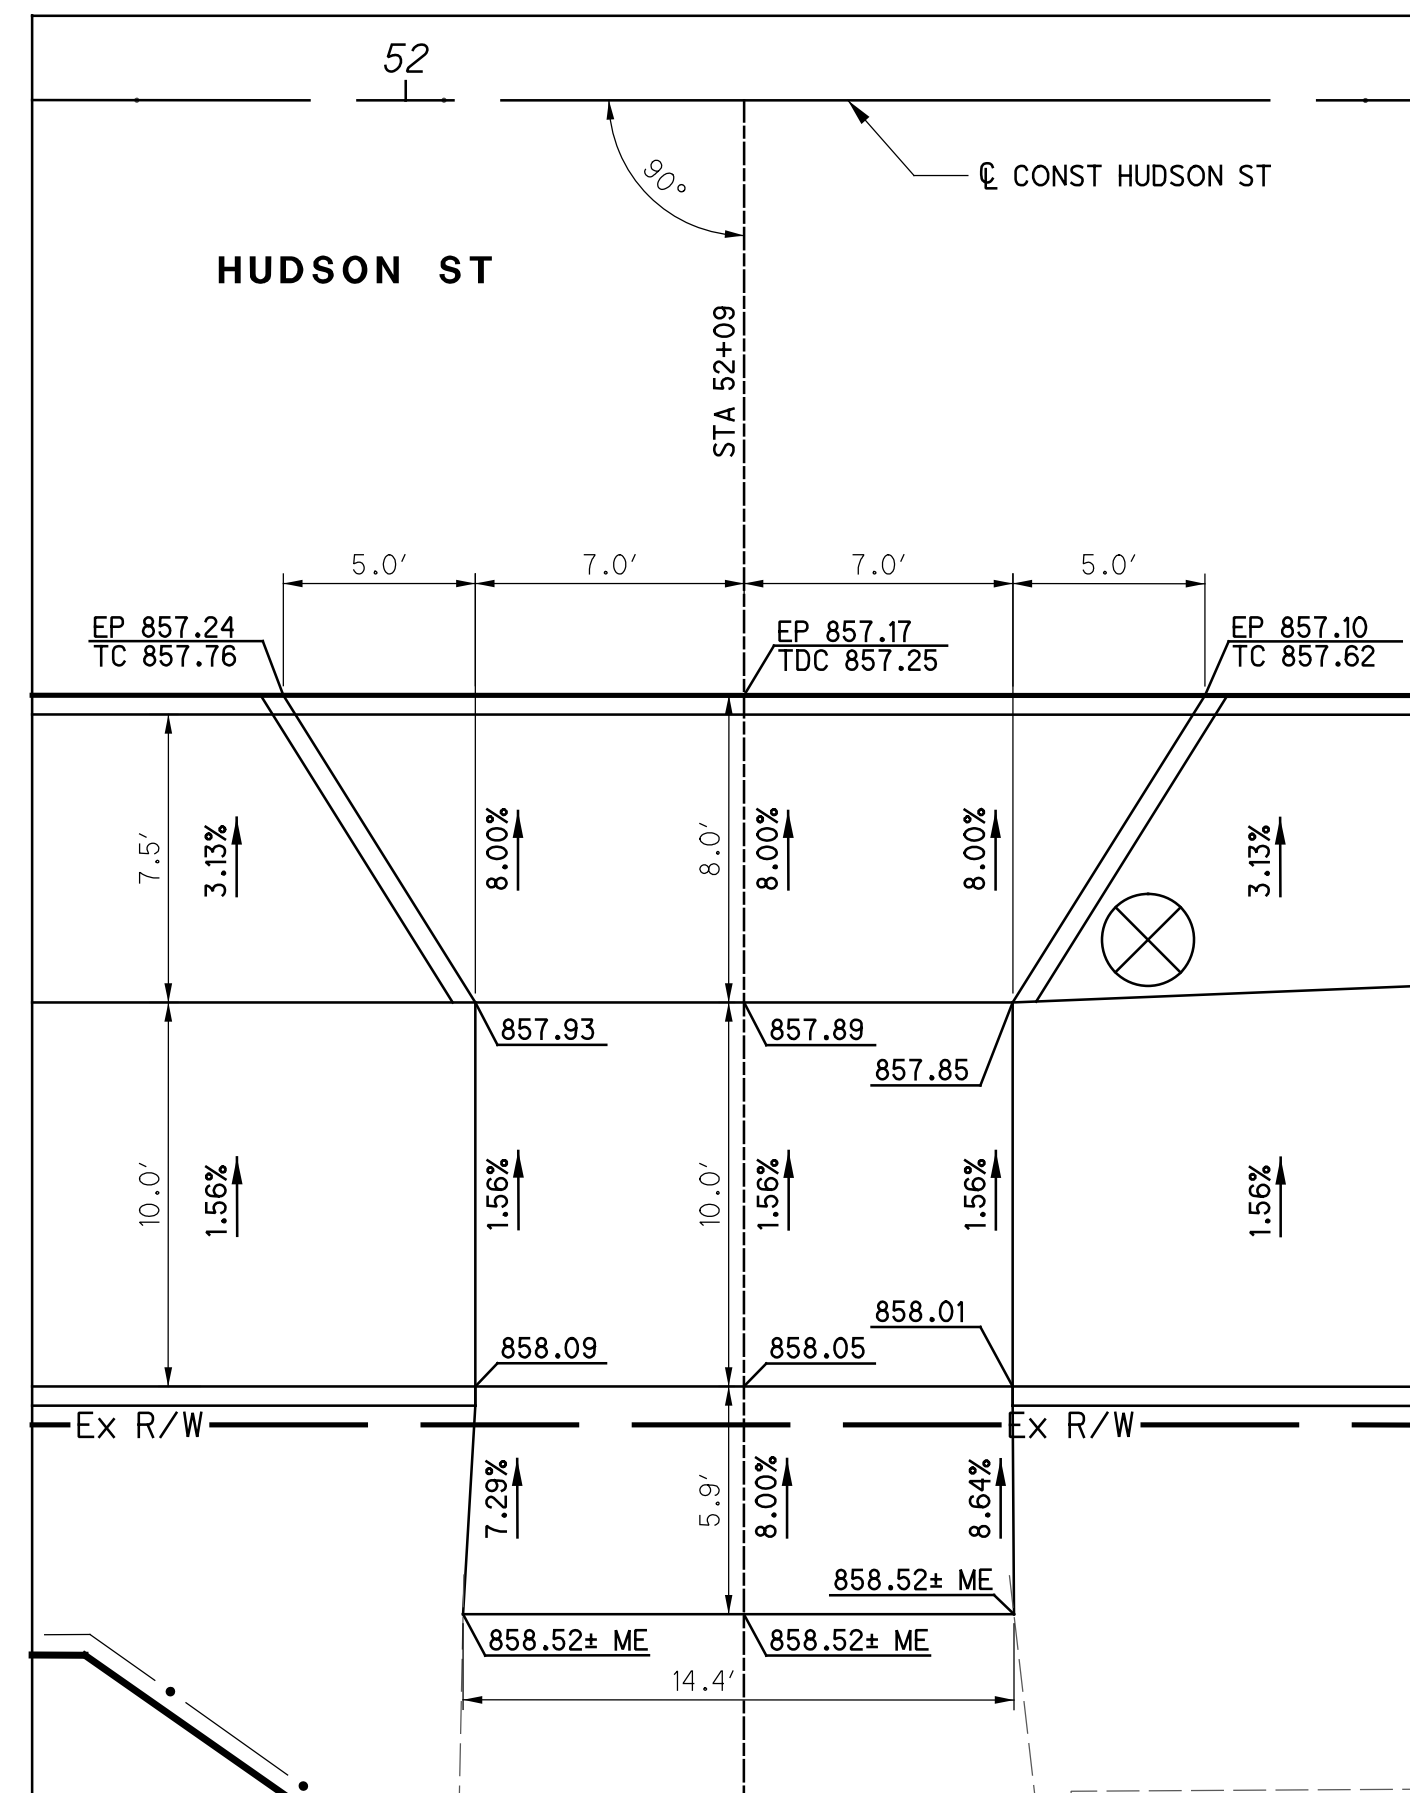 52
90°
℄ CONST HUDSON ST
HUDSON ST
STA 52+09
5.0′
7.0′
7.0′
5.0′
EP 857.24
TC 857.76
EP 857.17
TDC 857.25
EP 857.10
TC 857.62
7.5′
3.13%
8.00%
8.0′
8.00%
8.00%
3.13%
857.93
857.89
857.85
10.0′
1.56%
1.56%
10.0′
1.56%
1.56%
1.56%
858.01
858.09
858.05
Ex R/W
Ex R/W
7.29%
5.9′
8.00%
8.64%
858.52± ME
858.52± ME
858.52± ME
14.4′